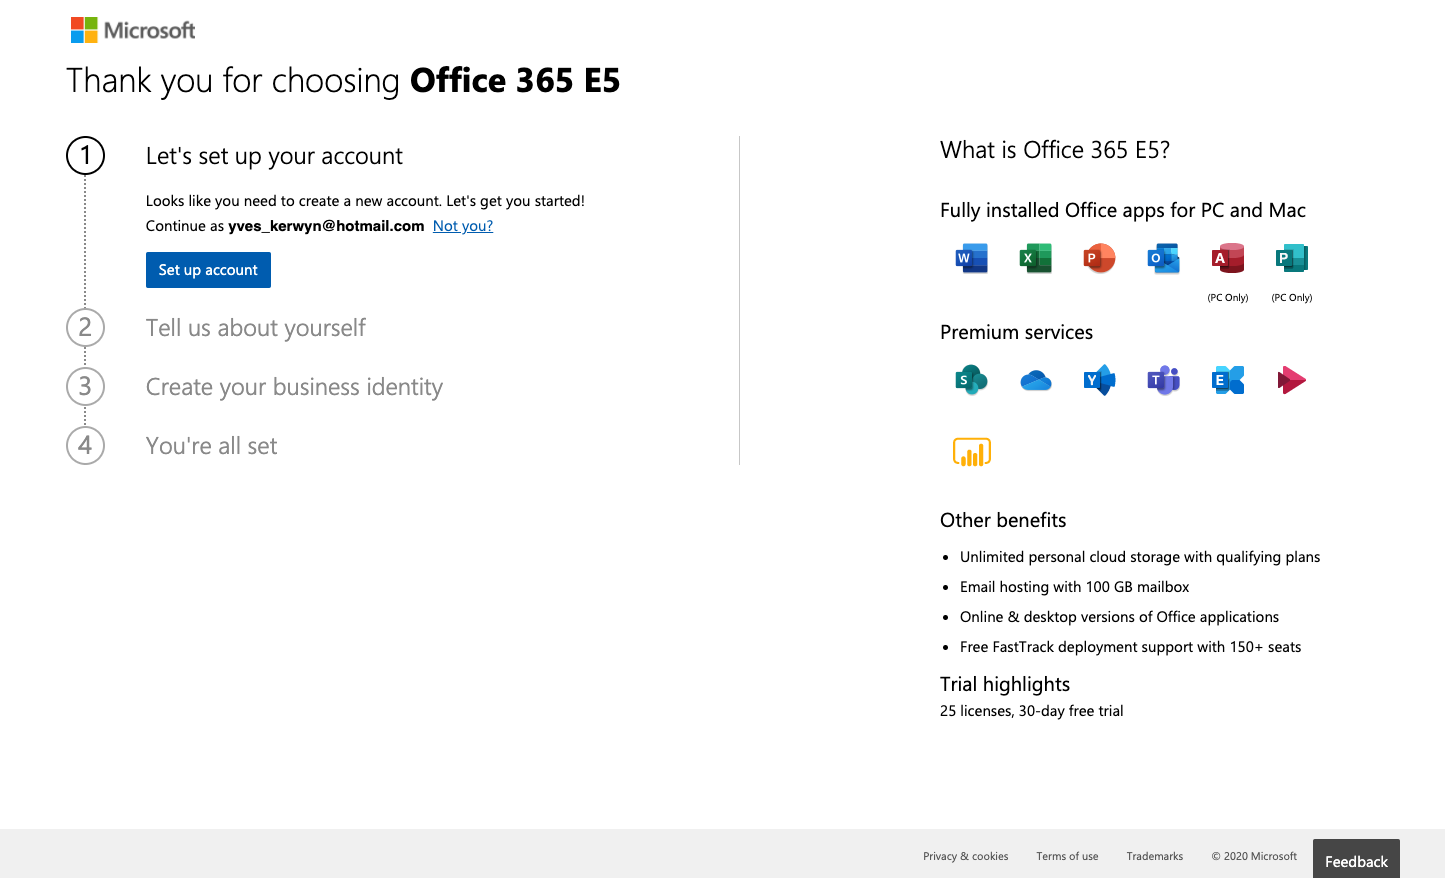 Microsoft
Thank you for choosing Office 365 E5
1
Let's set up your account
Looks like you need to create a new account. Let's get you started!
Continue as yves_kerwyn@hotmail.com Not you?
Set up account
2
Tell us about yourself
3
Create your business identity
4
You're all set
What is Office 365 E5?
Fully installed Office apps for PC and Mac
W X P O A P
(PC Only) (PC Only)
Premium services
S Y T E
Other benefits
• Unlimited personal cloud storage with qualifying plans
• Email hosting with 100 GB mailbox
• Online & desktop versions of Office applications
• Free FastTrack deployment support with 150+ seats
Trial highlights
25 licenses, 30-day free trial
Privacy & cookies Terms of use Trademarks © 2020 Microsoft Feedback